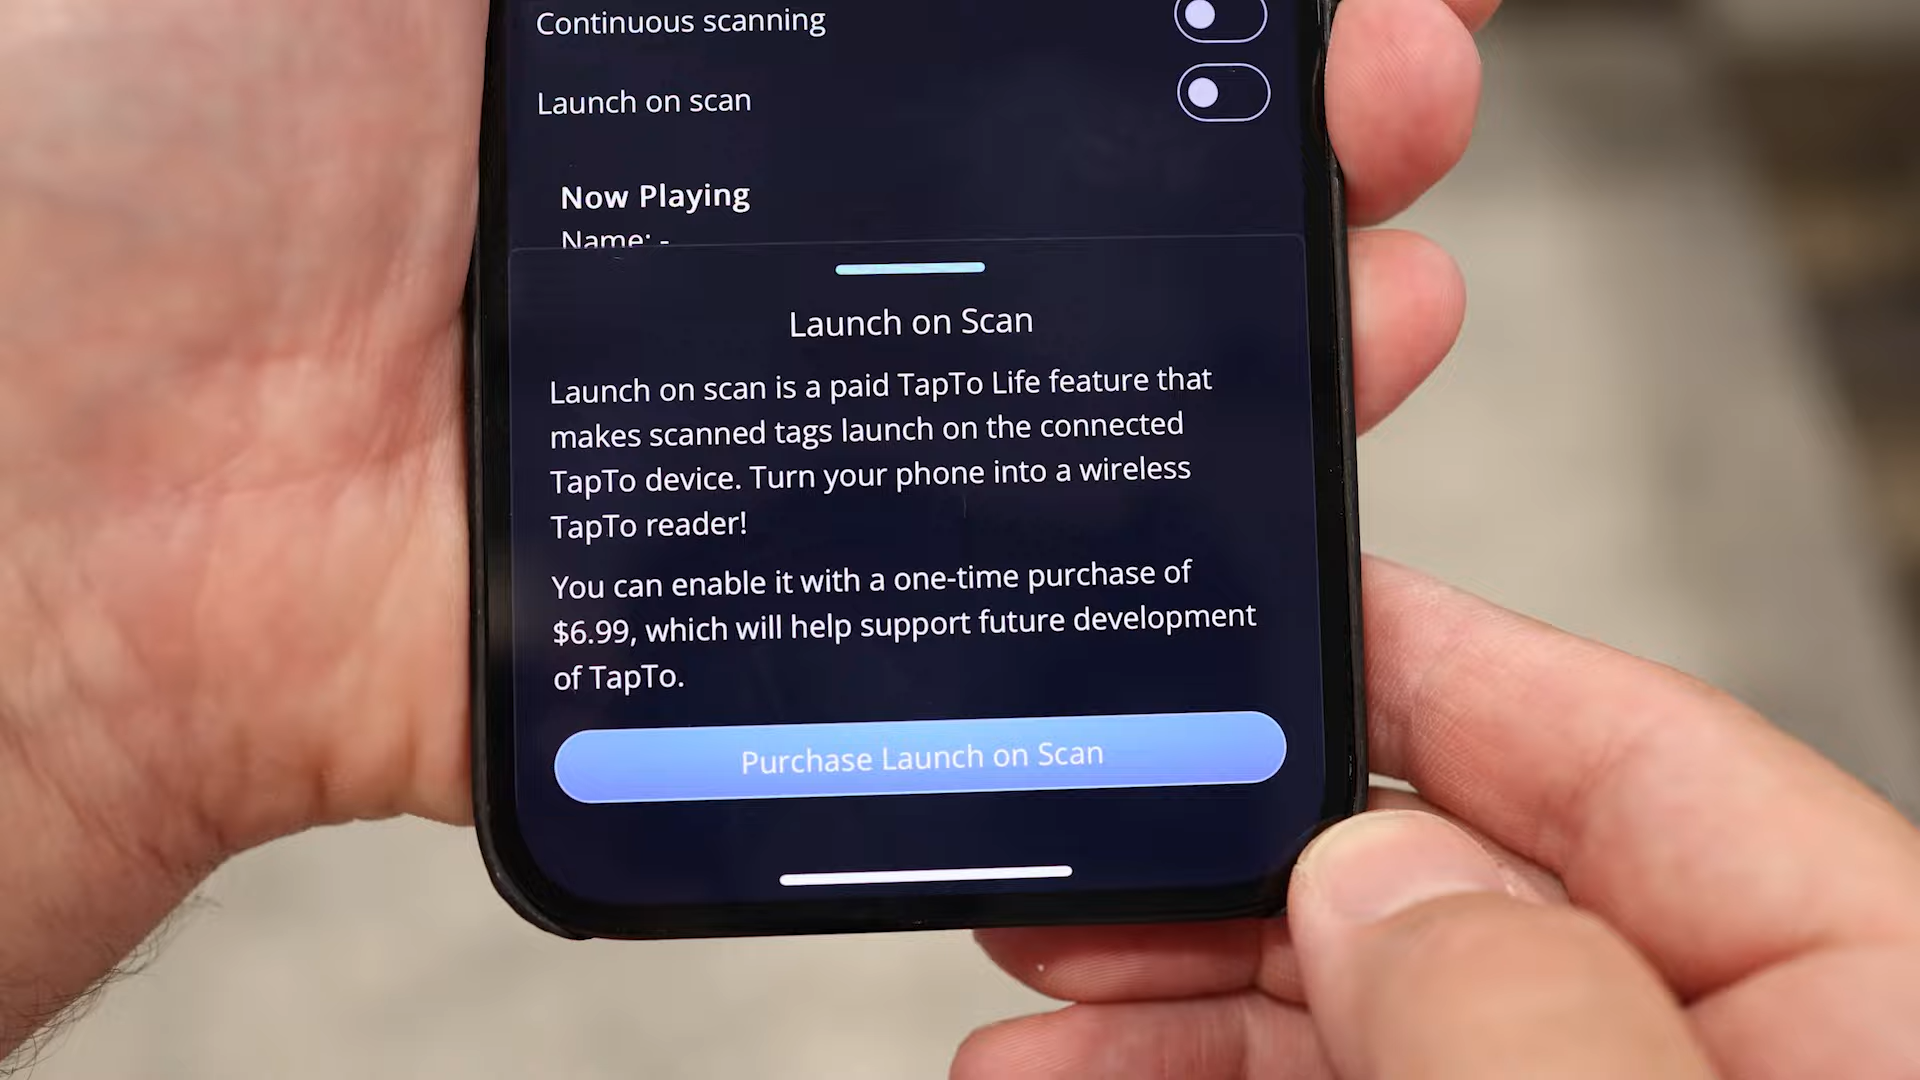 Continuous scanning
Launch on scan
Now Playing
Name: -
Launch on Scan
Launch on scan is a paid TapTo Life feature that
makes scanned tags launch on the connected
TapTo device. Turn your phone into a wireless
TapTo reader!
You can enable it with a one-time purchase of
$6.99, which will help support future development
of TapTo.
Purchase Launch on Scan